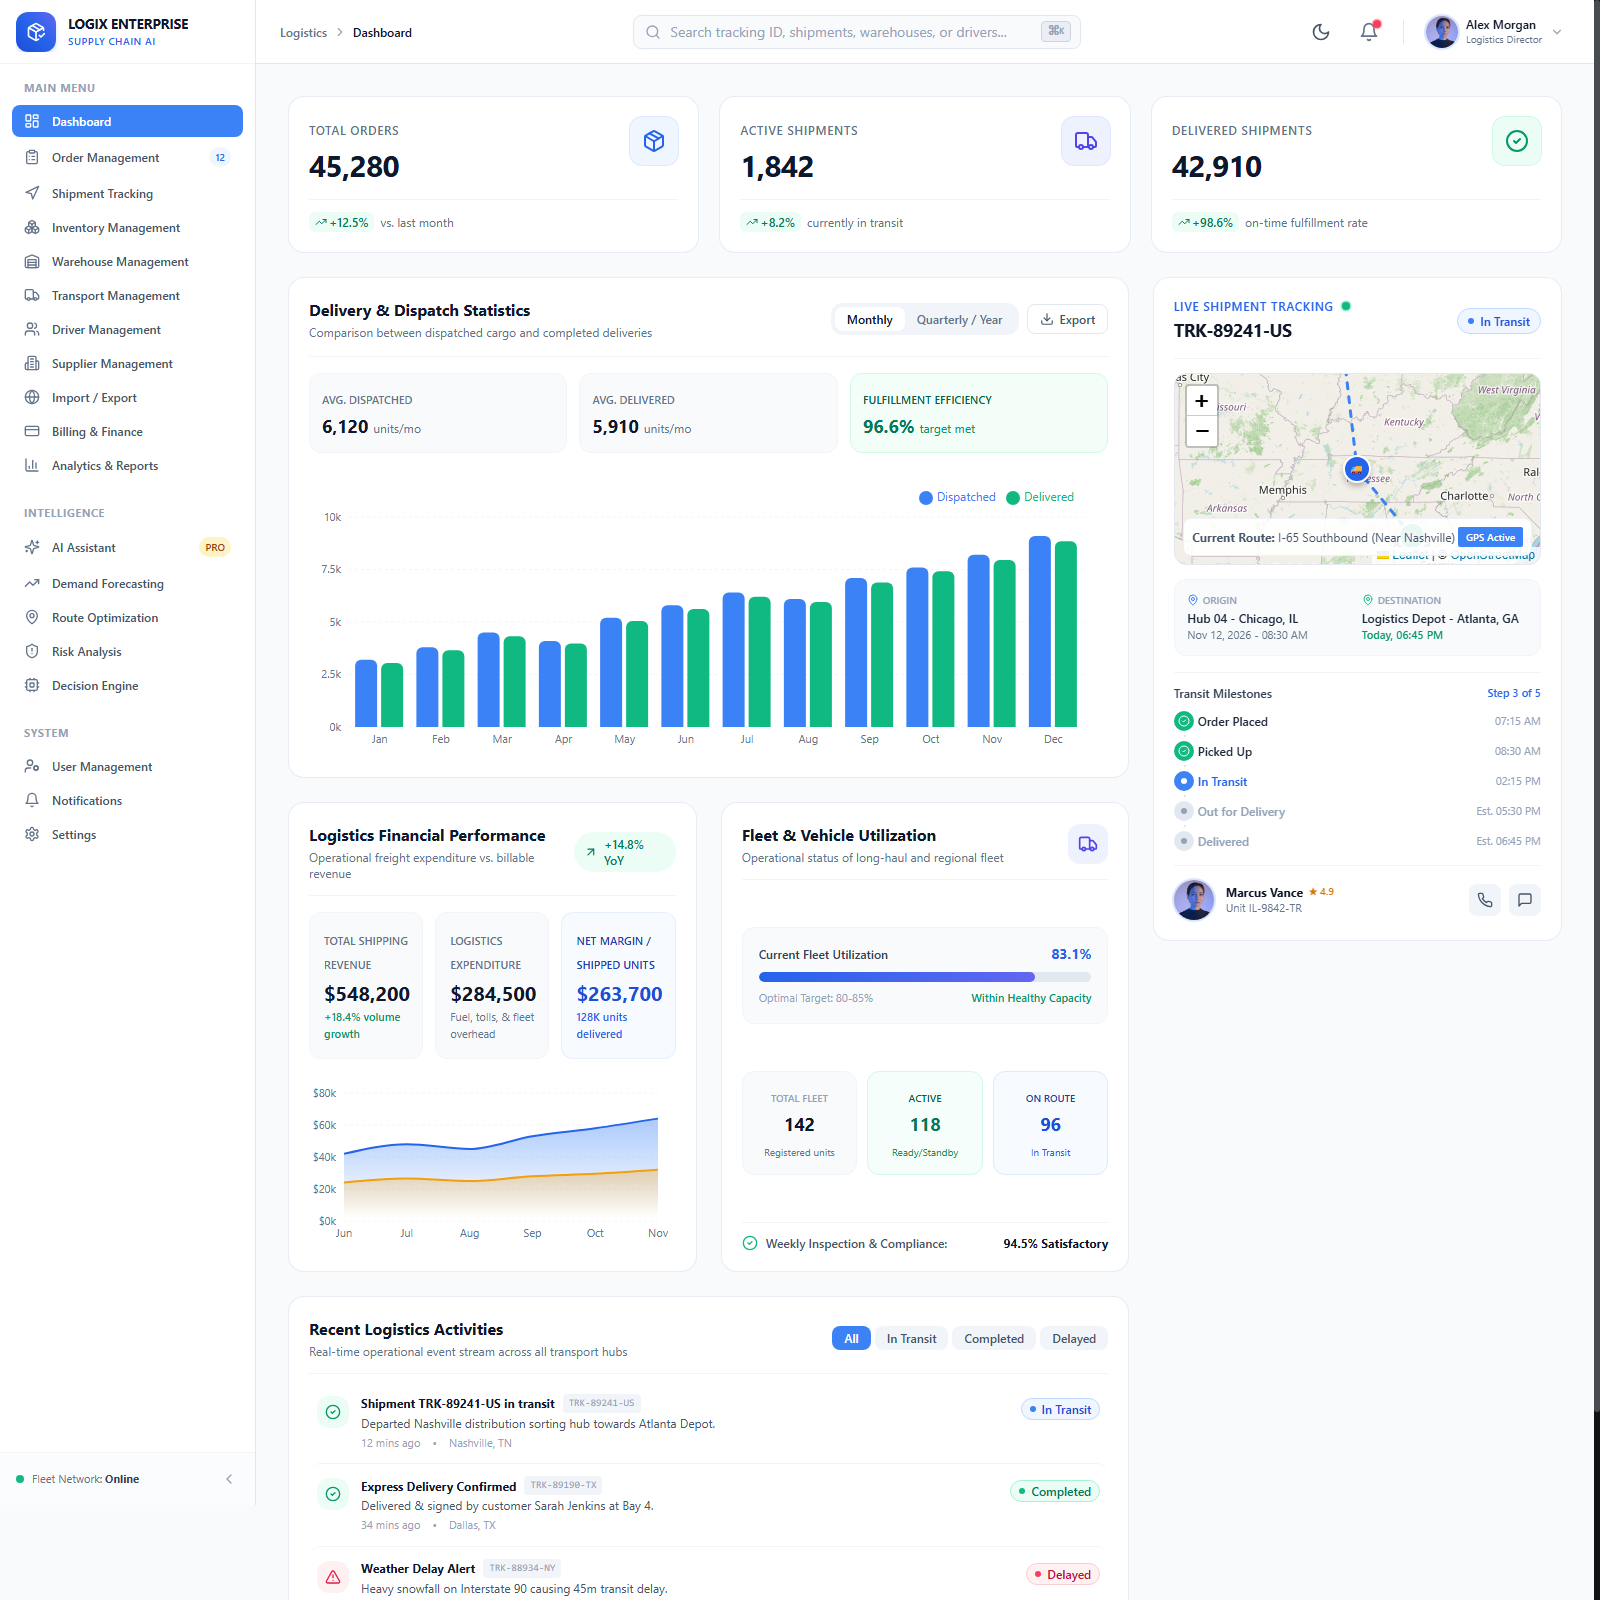 LOGIX ENTERPRISE
SUPPLY CHAIN AI
MAIN MENU
Dashboard
Order Management 12
Shipment Tracking
Inventory Management
Warehouse Management
Transport Management
Driver Management
Supplier Management
Import / Export
Billing & Finance
Analytics & Reports
INTELLIGENCE
AI Assistant PRO
Demand Forecasting
Route Optimization
Risk Analysis
Decision Engine
SYSTEM
User Management
Notifications
Settings
Fleet Network: Online
Logistics > Dashboard
Search tracking ID, shipments, warehouses, or drivers... ⌘K
Alex Morgan
Logistics Director
TOTAL ORDERS
45,280
+12.5% vs. last month
ACTIVE SHIPMENTS
1,842
+8.2% currently in transit
DELIVERED SHIPMENTS
42,910
+98.6% on-time fulfillment rate
Delivery & Dispatch Statistics
Comparison between dispatched cargo and completed deliveries
Monthly Quarterly / Year Export
AVG. DISPATCHED
6,120 units/mo
AVG. DELIVERED
5,910 units/mo
FULFILLMENT EFFICIENCY
96.6% target met
Dispatched Delivered
10k
7.5k
5k
2.5k
0k
Jan Feb Mar Apr May Jun Jul Aug Sep Oct Nov Dec
LIVE SHIPMENT TRACKING
TRK-89241-US
In Transit
as City
West Virginia
+
issouri
Kentucky
−
essee
Ral
Memphis
Charlotte
North C
Arkansas
Current Route: I-65 Southbound (Near Nashville) GPS Active
Leaflet | © OpenStreetMap
ORIGIN
Hub 04 - Chicago, IL
Nov 12, 2026 - 08:30 AM
DESTINATION
Logistics Depot - Atlanta, GA
Today, 06:45 PM
Transit Milestones Step 3 of 5
Order Placed 07:15 AM
Picked Up 08:30 AM
In Transit 02:15 PM
Out for Delivery Est. 05:30 PM
Delivered Est. 06:45 PM
Marcus Vance ★ 4.9
Unit IL-9842-TR
Logistics Financial Performance
Operational freight expenditure vs. billable
revenue
+14.8%
YoY
TOTAL SHIPPING
REVENUE
$548,200
+18.4% volume
growth
LOGISTICS
EXPENDITURE
$284,500
Fuel, tolls, & fleet
overhead
NET MARGIN /
SHIPPED UNITS
$263,700
128K units
delivered
$80k
$60k
$40k
$20k
$0k
Jun Jul Aug Sep Oct Nov
Fleet & Vehicle Utilization
Operational status of long-haul and regional fleet
Current Fleet Utilization 83.1%
Optimal Target: 80-85% Within Healthy Capacity
TOTAL FLEET
142
Registered units
ACTIVE
118
Ready/Standby
ON ROUTE
96
In Transit
Weekly Inspection & Compliance: 94.5% Satisfactory
Recent Logistics Activities
Real-time operational event stream across all transport hubs
All In Transit Completed Delayed
Shipment TRK-89241-US in transit TRK-89241-US
Departed Nashville distribution sorting hub towards Atlanta Depot.
12 mins ago • Nashville, TN
In Transit
Express Delivery Confirmed TRK-89190-TX
Delivered & signed by customer Sarah Jenkins at Bay 4.
34 mins ago • Dallas, TX
Completed
Weather Delay Alert TRK-88934-NY
Heavy snowfall on Interstate 90 causing 45m transit delay.
Delayed